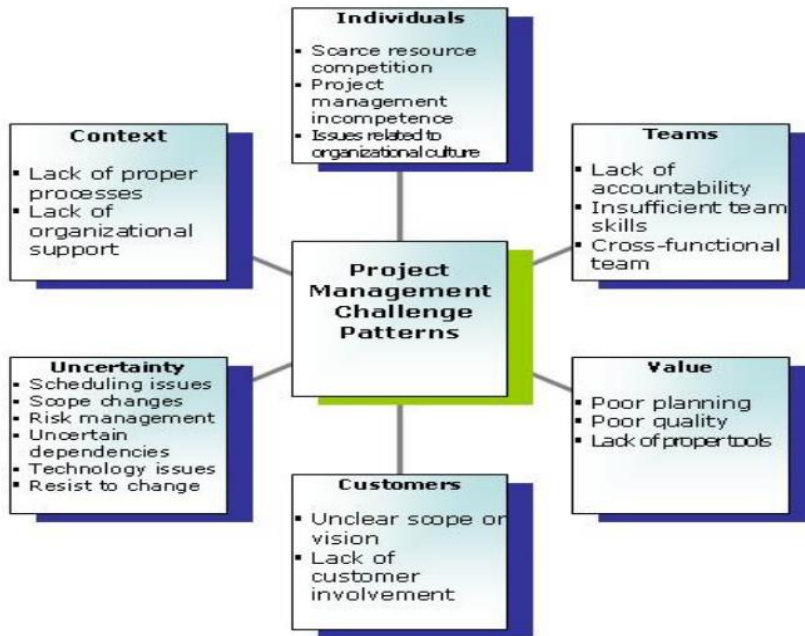 Individuals
▪ Scarce resource
competition
▪ Project
management
incompetence
▪ Issues related to
organizational culture
Context
▪ Lack of proper
processes
▪ Lack of
organizational
support
Teams
▪ Lack of
accountability
▪ Insufficient team
skills
▪ Cross-functional
team
Project
Management
Challenge
Patterns
Uncertainty
▪ Scheduling issues
▪ Scope changes
▪ Risk management
▪ Uncertain
dependencies
▪ Technology issues
▪ Resist to change
Value
▪ Poor planning
▪ Poor quality
▪ Lack of proper tools
Customers
▪ Unclear scope or
vision
▪ Lack of
customer
involvement